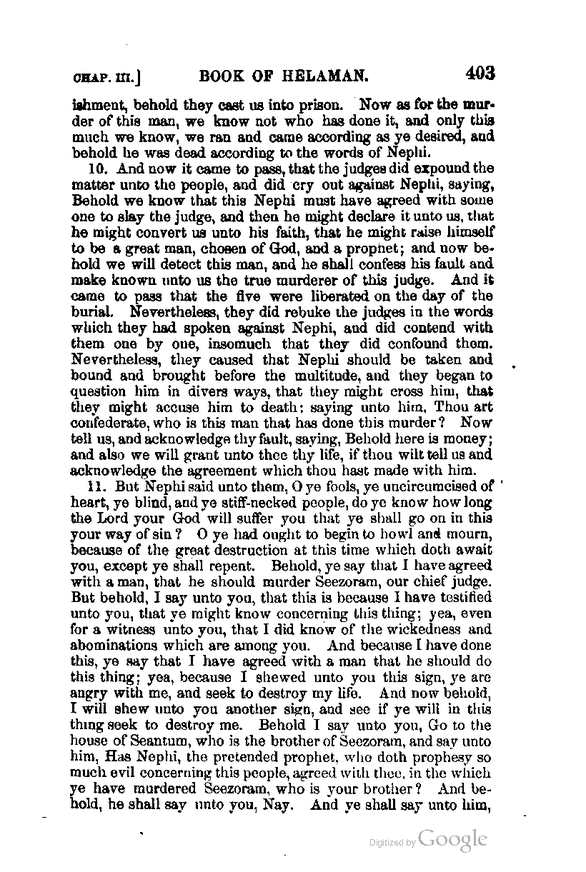 CHAP. III.] BOOK OF HELAMAN. 403
ishment, behold they cast us into prison. Now as for the mur-
der of this man, we know not who has done it, and only this
much we know, we ran and came according as ye desired, and
behold he was dead according to the words of Nephi.
10. And now it came to pass, that the judges did expound the
matter unto the people, and did cry out against Nephi, saying,
Behold we know that this Nephi must have agreed with some
one to slay the judge, and then he might declare it unto us, that
he might convert us unto his faith, that he might raise himself
to be a great man, chosen of God, and a prophet; and now be-
hold we will detect this man, and he shall confess his fault and
make known unto us the true murderer of this judge. And it
came to pass that the five were liberated on the day of the
burial. Nevertheless, they did rebuke the judges in the words
which they had spoken against Nephi, and did contend with
them one by one, insomuch that they did confound them.
Nevertheless, they caused that Nephi should be taken and
bound and brought before the multitude, and they began to
question him in divers ways, that they might cross him, that
they might accuse him to death; saying unto him, Thou art
confederate, who is this man that has done this murder? Now
tell us, and acknowledge thy fault, saying, Behold here is money;
and also we will grant unto thee thy life, if thou wilt tell us and
acknowledge the agreement which thou hast made with him.
11. But Nephi said unto them, O ye fools, ye uncircumcised of
heart, ye blind, and ye stiff-necked people, do ye know how long
the Lord your God will suffer you that ye shall go on in this
your way of sin? O ye had ought to begin to howl and mourn,
because of the great destruction at this time which doth await
you, except ye shall repent. Behold, ye say that I have agreed
with a man, that he should murder Seezoram, our chief judge.
But behold, I say unto you, that this is because I have testified
unto you, that ye might know concerning this thing; yea, even
for a witness unto you, that I did know of the wickedness and
abominations which are among you. And because I have done
this, ye say that I have agreed with a man that he should do
this thing; yea, because I shewed unto you this sign, ye are
angry with me, and seek to destroy my life. And now behold,
I will shew unto you another sign, and see if ye will in this
thing seek to destroy me. Behold I say unto you, Go to the
house of Seantum, who is the brother of Seezoram, and say unto
him, Has Nephi, the pretended prophet, who doth prophesy so
much evil concerning this people, agreed with thee, in the which
ye have murdered Seezoram, who is your brother? And be-
hold, he shall say unto you, Nay. And ye shall say unto him,
Digitized by Google